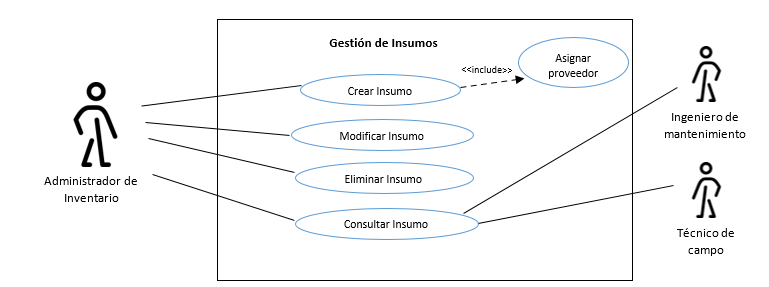 Gestión de Insumos
Asignar
proveedor
<<include>>
Crear Insumo
Modificar Insumo
Eliminar Insumo
Consultar Insumo
Administrador de
Inventario
Ingeniero de
mantenimiento
Técnico de
campo